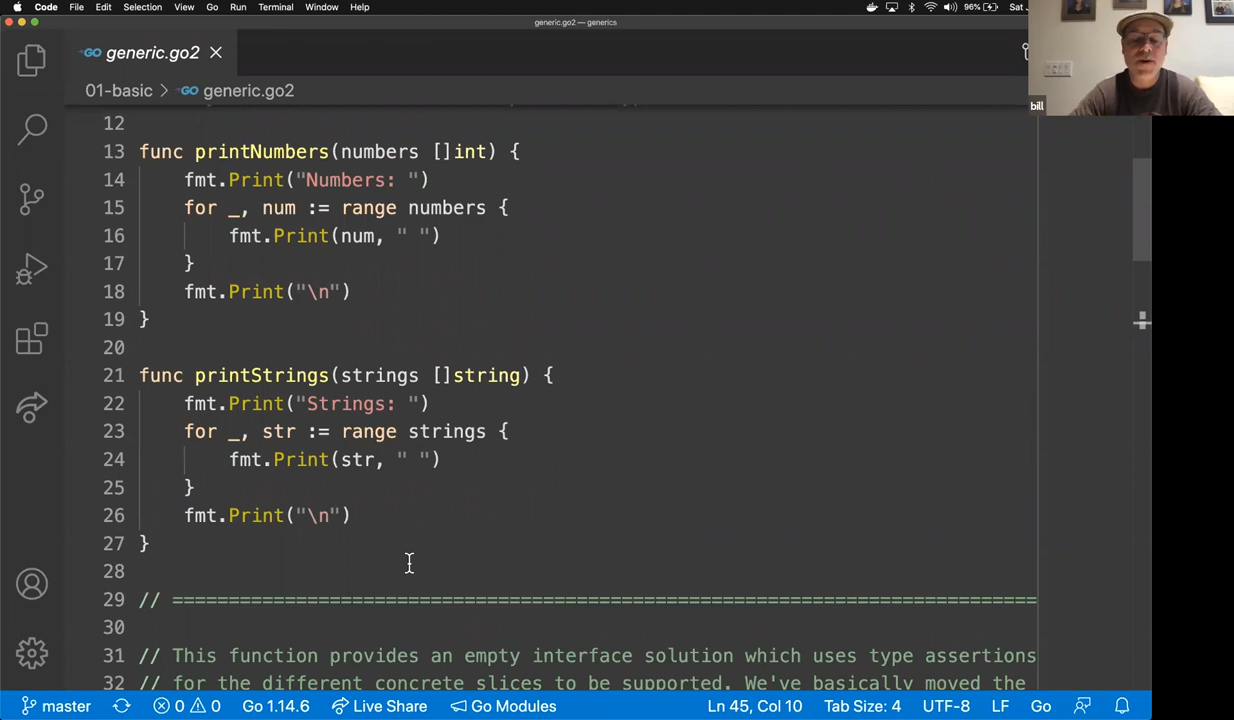 Code File Edit Selection View Go Run Terminal Window Help 96% Sat
generic.go2 — generics
GO generic.go2
01-basic > GO generic.go2
bill
12
13 func printNumbers(numbers []int) {
14 fmt.Print("Numbers: ")
15 for _, num := range numbers {
16 fmt.Print(num, " ")
17 }
18 fmt.Print("\n")
19 }
20
21 func printStrings(strings []string) {
22 fmt.Print("Strings: ")
23 for _, str := range strings {
24 fmt.Print(str, " ")
25 }
26 fmt.Print("\n")
27 }
28
29 // =============================================================================
30
31 // This function provides an empty interface solution which uses type assertions
32 // for the different concrete slices to be supported. We've basically moved the
master 0 0 Go 1.14.6 Live Share Go Modules Ln 45, Col 10 Tab Size: 4 UTF-8 LF Go